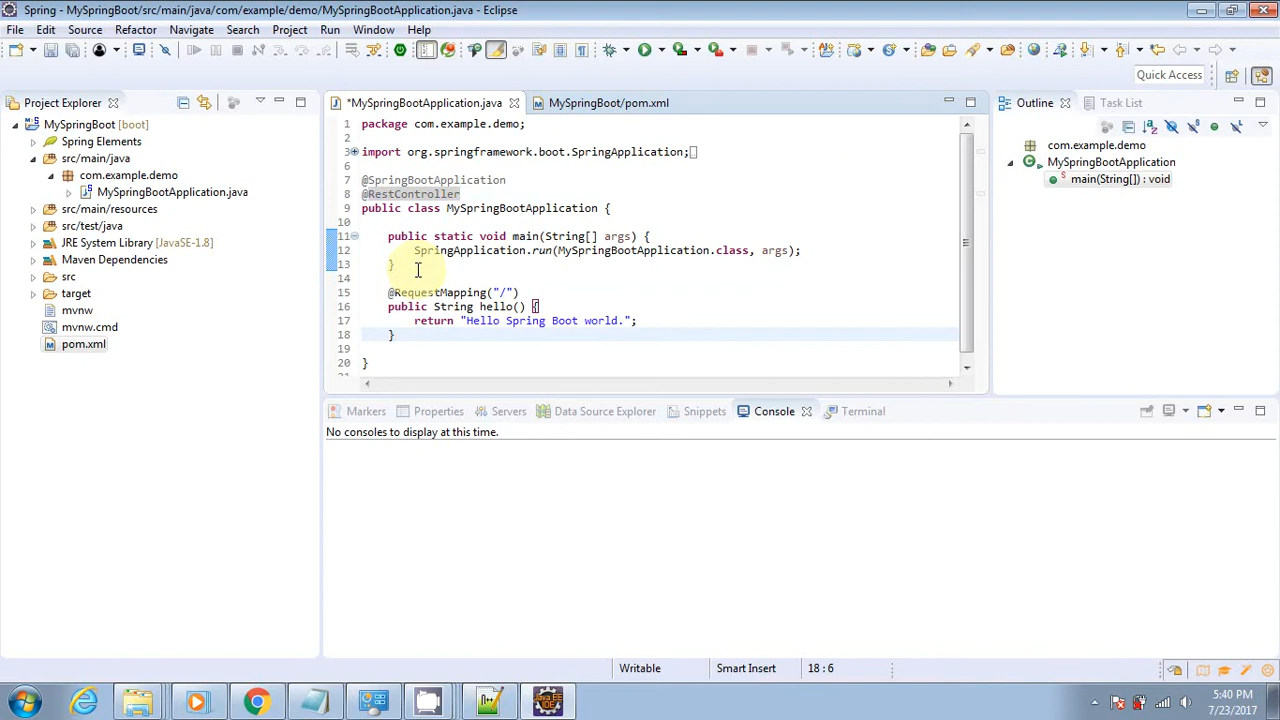 Spring - MySpringBoot/src/main/java/com/example/demo/MySpringBootApplication.java - Eclipse
File Edit Source Refactor Navigate Search Project Run Window Help
Quick Access
Project Explorer
MySpringBoot [boot]
Spring Elements
src/main/java
com.example.demo
MySpringBootApplication.java
src/main/resources
src/test/java
JRE System Library [JavaSE-1.8]
Maven Dependencies
src
target
mvnw
mvnw.cmd
pom.xml
*MySpringBootApplication.java MySpringBoot/pom.xml
1 package com.example.demo;
2
3 import org.springframework.boot.SpringApplication;
6
7 @SpringBootApplication
8 @RestController
9 public class MySpringBootApplication {
10
11 public static void main(String[] args) {
12 SpringApplication.run(MySpringBootApplication.class, args);
13 }
14
15 @RequestMapping("/")
16 public String hello() {
17 return "Hello Spring Boot world.";
18 }
19
20 }
21
Outline Task List
com.example.demo
MySpringBootApplication
main(String[]) : void
Markers Properties Servers Data Source Explorer Snippets Console Terminal
No consoles to display at this time.
Writable Smart Insert 18 : 6
5:40 PM
7/23/2017